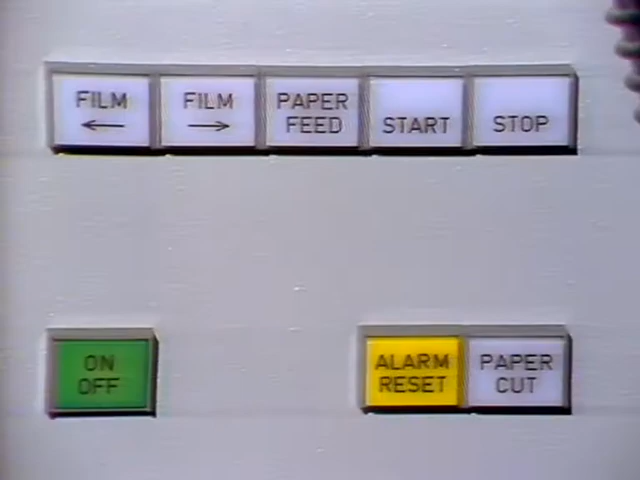 FILM
←
FILM
→
PAPER
FEED
START
STOP
ON
OFF
ALARM
RESET
PAPER
CUT